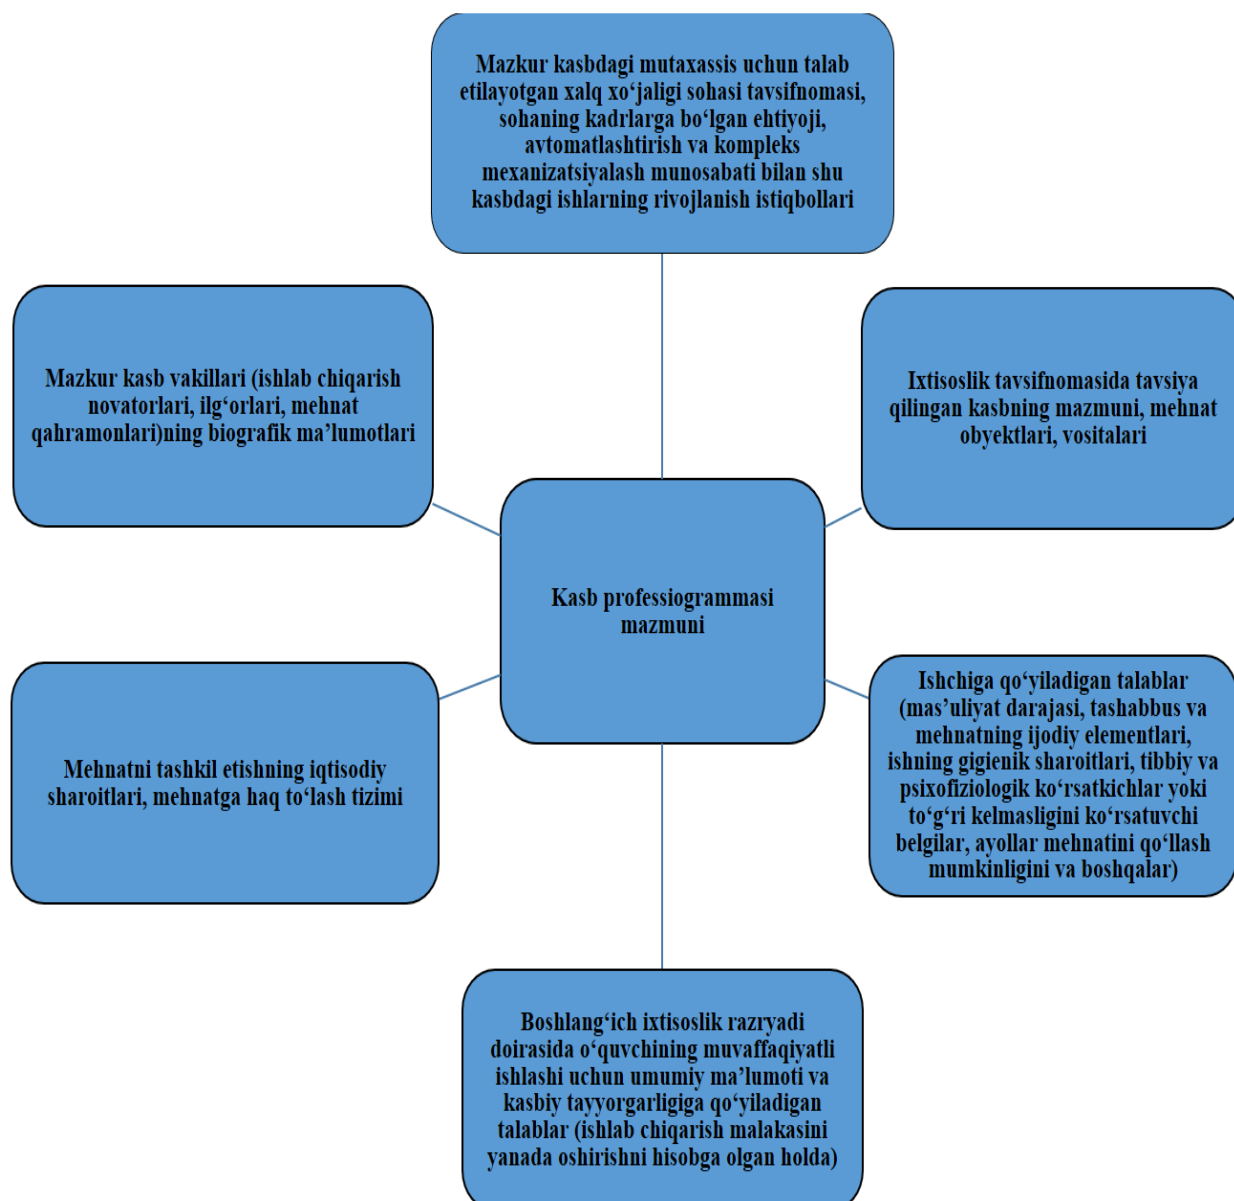 Mazkur kasbdagi mutaxassis uchun talab
etilayotgan xalq xo‘jaligi sohasi tavsifnomasi,
sohaning kadrlarga bo‘lgan ehtiyoji,
avtomatlashtirish va kompleks
mexanizatsiyalash munosabati bilan shu
kasbdagi ishlarning rivojlanish istiqbollari
Mazkur kasb vakillari (ishlab chiqarish
novatorlari, ilg‘orlari, mehnat
qahramonlari)ning biografik ma’lumotlari
Ixtisoslik tavsifnomasida tavsiya
qilingan kasbning mazmuni, mehnat
obyektlari, vositalari
Kasb professiogrammasi
mazmuni
Mehnatni tashkil etishning iqtisodiy
sharoitlari, mehnatga haq to‘lash tizimi
Ishchiga qo‘yiladigan talablar
(mas’uliyat darajasi, tashabbus va
mehnatning ijodiy elementlari,
ishning gigienik sharoitlari, tibbiy va
psixofiziologik ko‘rsatkichlar yoki
to‘g‘ri kelmasligini ko‘rsatuvchi
belgilar, ayollar mehnatini qo‘llash
mumkinligini va boshqalar)
Boshlang‘ich ixtisoslik razryadi
doirasida o‘quvchining muvaffaqiyatli
ishlashi uchun umumiy ma’lumoti va
kasbiy tayyorgarligiga qo‘yiladigan
talablar (ishlab chiqarish malakasini
yanada oshirishni hisobga olgan holda)